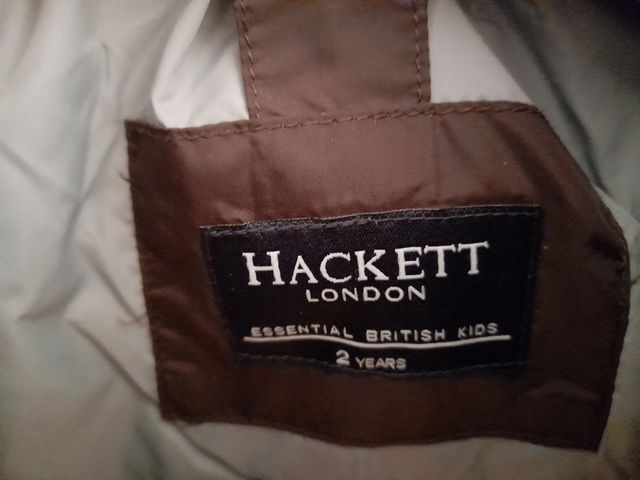 HACKETT
LONDON
ESSENTIAL BRITISH KIDS
2 YEARS